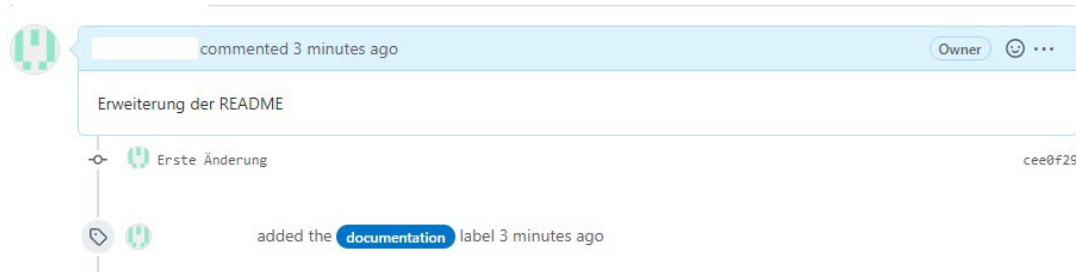 commented 3 minutes ago Owner
Erweiterung der README
Erste Änderung cee0f29
added the documentation label 3 minutes ago